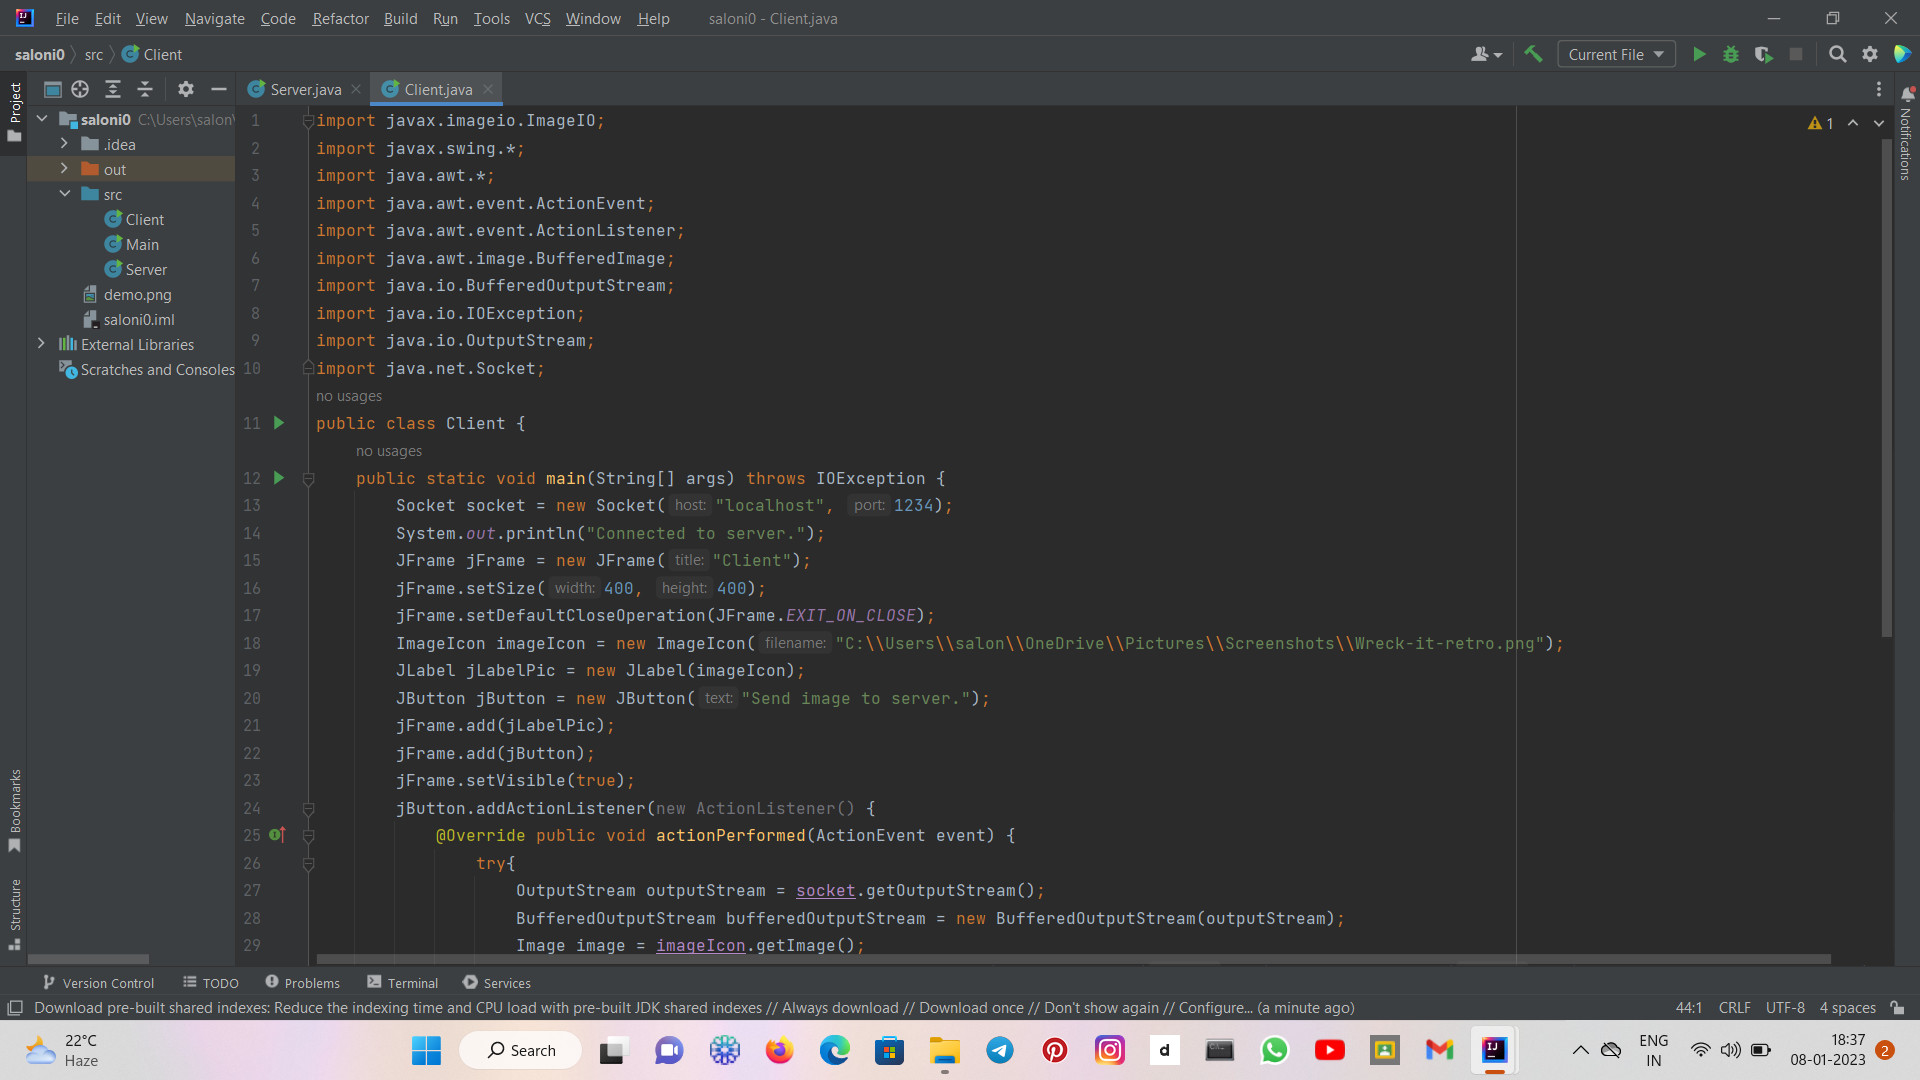 File Edit View Navigate Code Refactor Build Run Tools VCS Window Help saloni0 - Client.java
saloni0 src Client Current File
Project
Server.java Client.java
saloni0 C:\Users\salon\
.idea
out
src
Client
Main
Server
demo.png
saloni0.iml
External Libraries
Scratches and Consoles
1 import javax.imageio.ImageIO;
2 import javax.swing.*;
3 import java.awt.*;
4 import java.awt.event.ActionEvent;
5 import java.awt.event.ActionListener;
6 import java.awt.image.BufferedImage;
7 import java.io.BufferedOutputStream;
8 import java.io.IOException;
9 import java.io.OutputStream;
10 import java.net.Socket;
no usages
11 public class Client {
no usages
12 public static void main(String[] args) throws IOException {
13 Socket socket = new Socket( host: "localhost", port: 1234);
14 System.out.println("Connected to server.");
15 JFrame jFrame = new JFrame( title: "Client");
16 jFrame.setSize( width: 400, height: 400);
17 jFrame.setDefaultCloseOperation(JFrame.EXIT_ON_CLOSE);
18 ImageIcon imageIcon = new ImageIcon( filename: "C:\\Users\\salon\\OneDrive\\Pictures\\Screenshots\\Wreck-it-retro.png");
19 JLabel jLabelPic = new JLabel(imageIcon);
20 JButton jButton = new JButton( text: "Send image to server.");
21 jFrame.add(jLabelPic);
22 jFrame.add(jButton);
23 jFrame.setVisible(true);
24 jButton.addActionListener(new ActionListener() {
25 @Override public void actionPerformed(ActionEvent event) {
26 try{
27 OutputStream outputStream = socket.getOutputStream();
28 BufferedOutputStream bufferedOutputStream = new BufferedOutputStream(outputStream);
29 Image image = imageIcon.getImage();
1
Notifications
Bookmarks
Structure
Version Control TODO Problems Terminal Services
Download pre-built shared indexes: Reduce the indexing time and CPU load with pre-built JDK shared indexes // Always download // Download once // Don't show again // Configure... (a minute ago) 44:1 CRLF UTF-8 4 spaces
22°C
Haze
Search
d
IJ
ENG
IN
18:37
08-01-2023
2